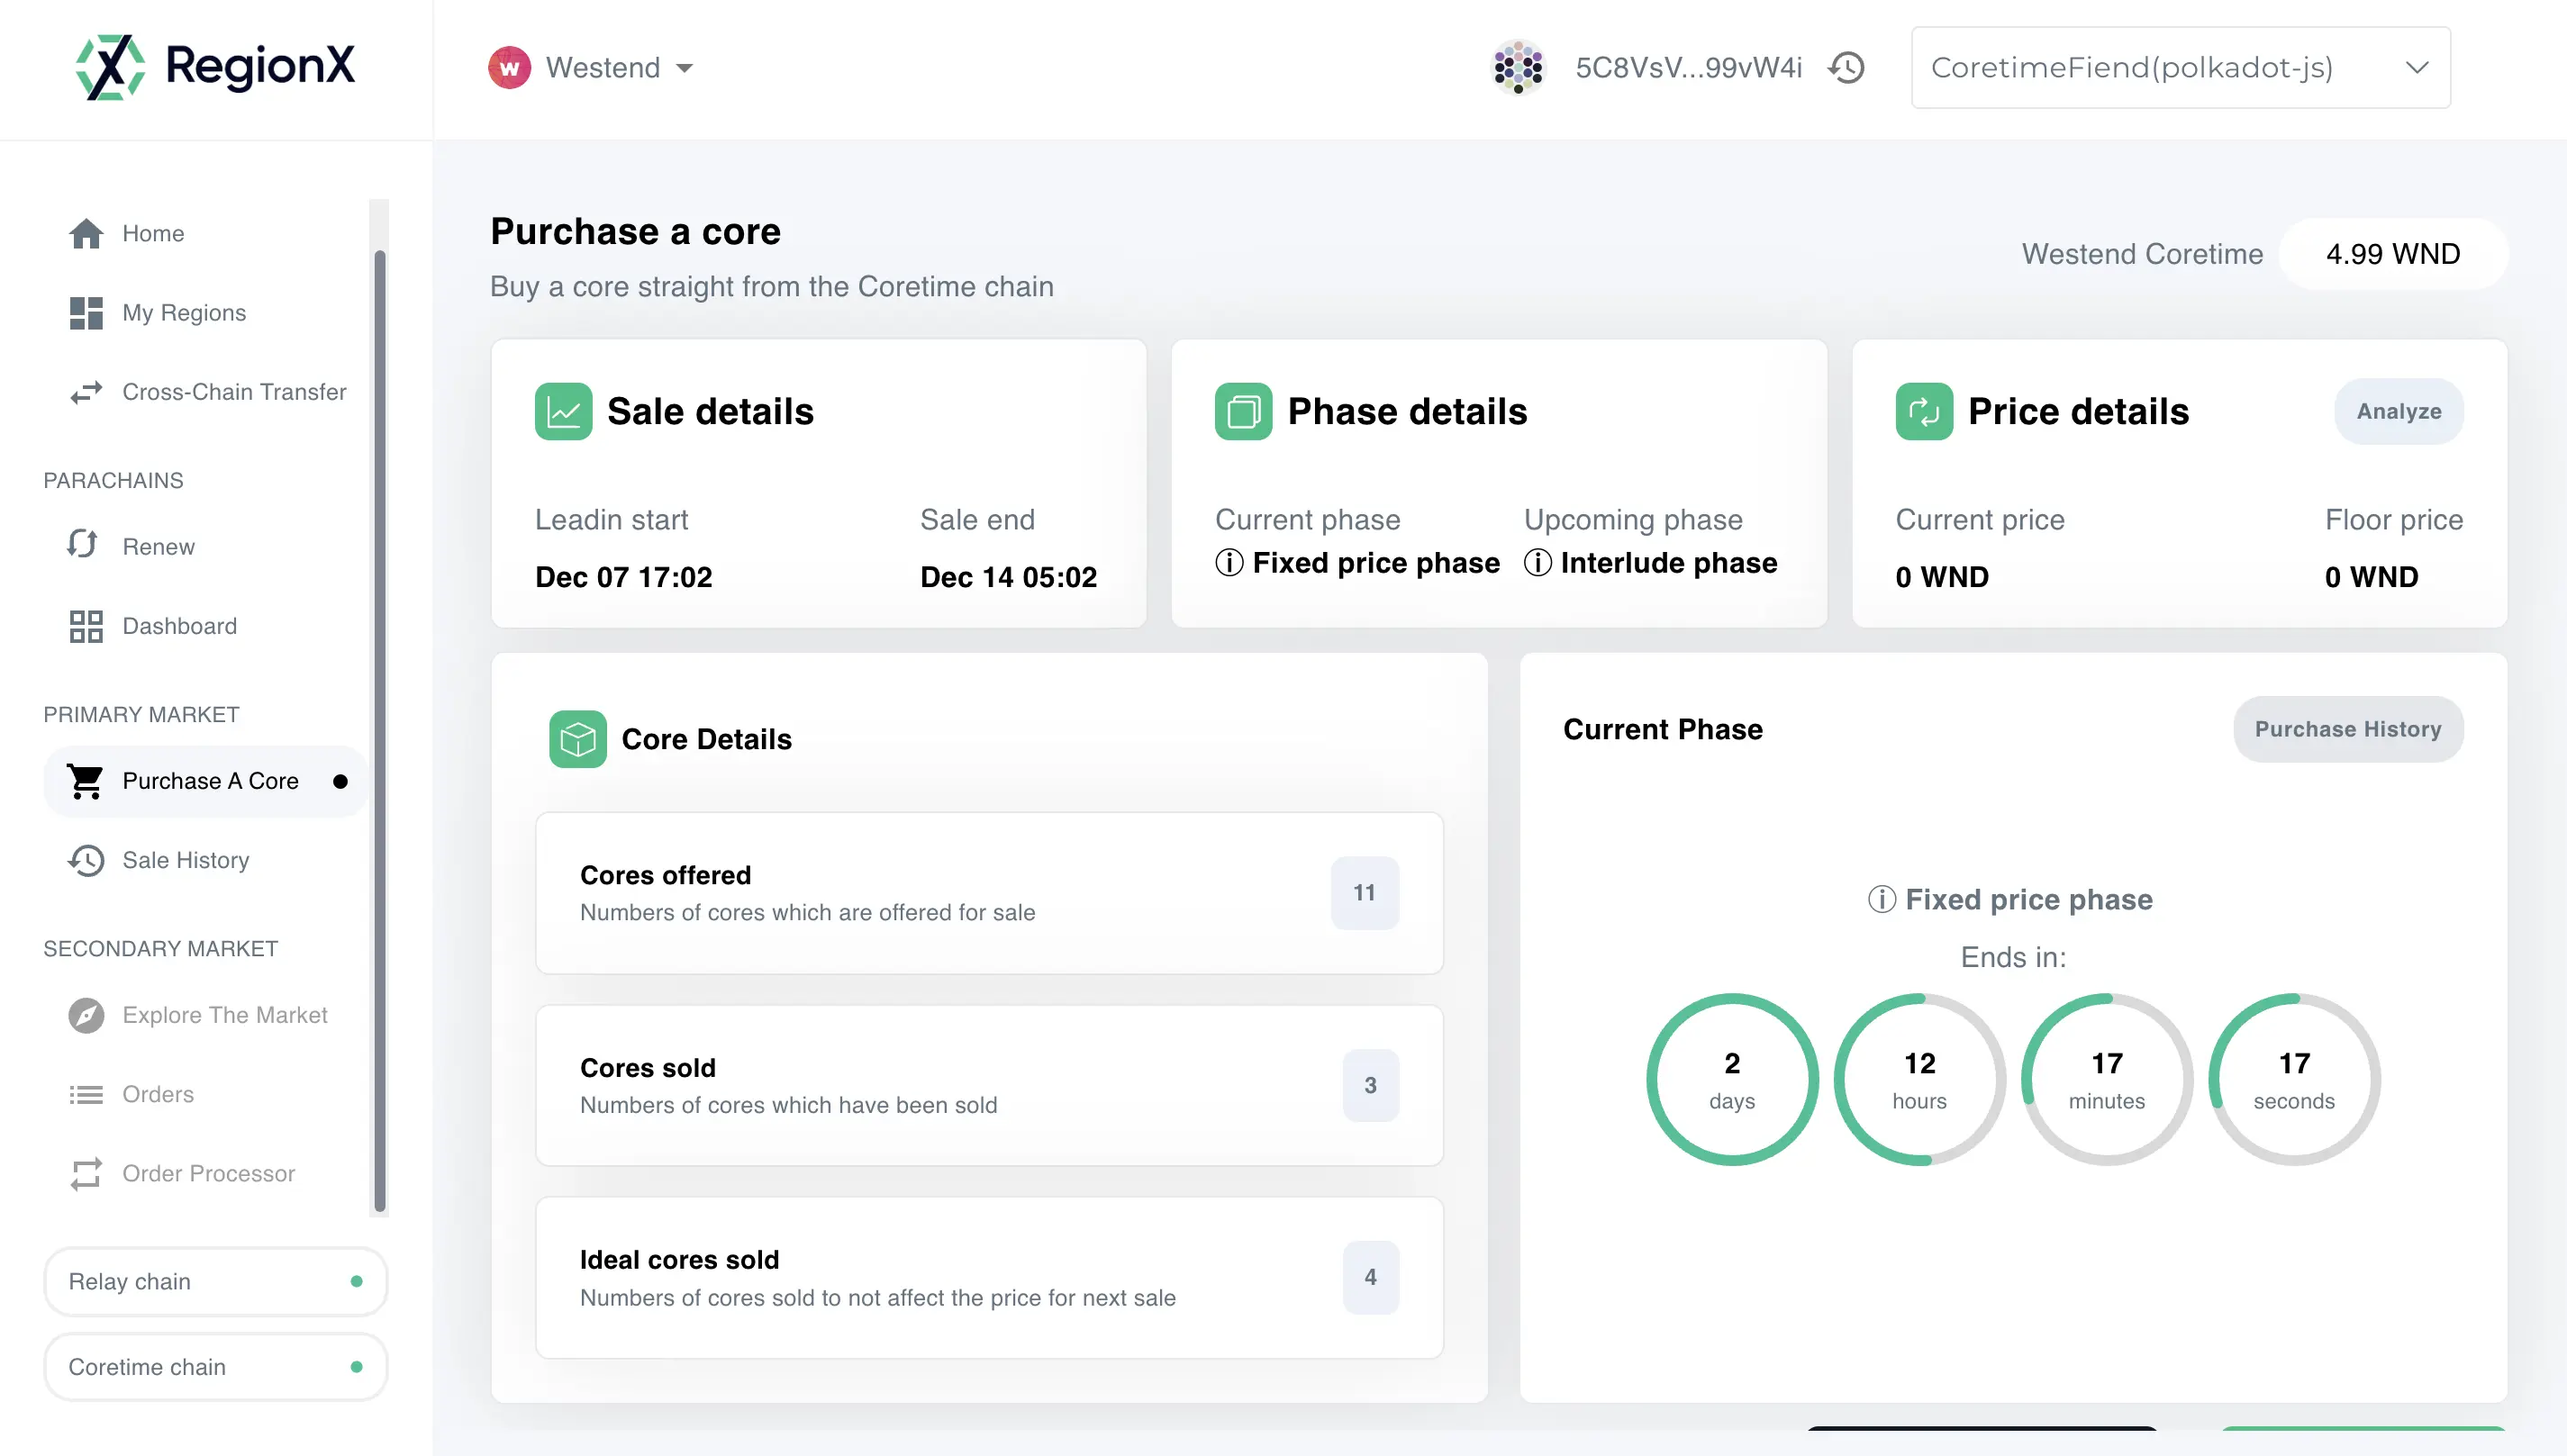 RegionX
W Westend
5C8VsV...99vW4i
CoretimeFiend(polkadot-js)
Home
My Regions
Cross-Chain Transfer
PARACHAINS
Renew
Dashboard
PRIMARY MARKET
Purchase A Core
Sale History
SECONDARY MARKET
Explore The Market
Orders
Order Processor
Relay chain
Coretime chain
Purchase a core
Buy a core straight from the Coretime chain
Westend Coretime 4.99 WND
Sale details
Leadin start Sale end
Dec 07 17:02 Dec 14 05:02
Phase details
Current phase Upcoming phase
Fixed price phase Interlude phase
Price details Analyze
Current price Floor price
0 WND 0 WND
Core Details
Cores offered
Numbers of cores which are offered for sale
11
Cores sold
Numbers of cores which have been sold
3
Ideal cores sold
Numbers of cores sold to not affect the price for next sale
4
Current Phase Purchase History
Fixed price phase
Ends in:
2 12 17 17
days hours minutes seconds